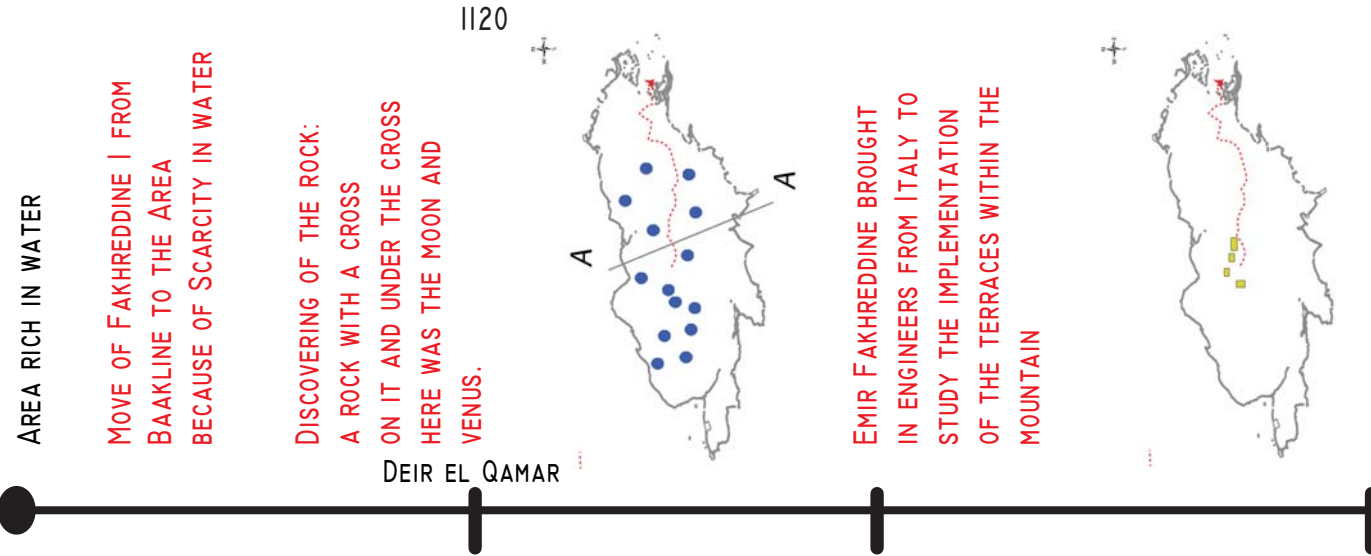 Area rich in water
Move of Fakhreddine I from
Baakline to the Area
because of Scarcity in water
Discovering of the rock:
a rock with a cross
on it and under the cross
here was the moon and
venus.
1120
Deir el Qamar
A
A
Emir Fakhreddine brought
in engineers from Italy to
study the implementation
of the terraces within the
mountain